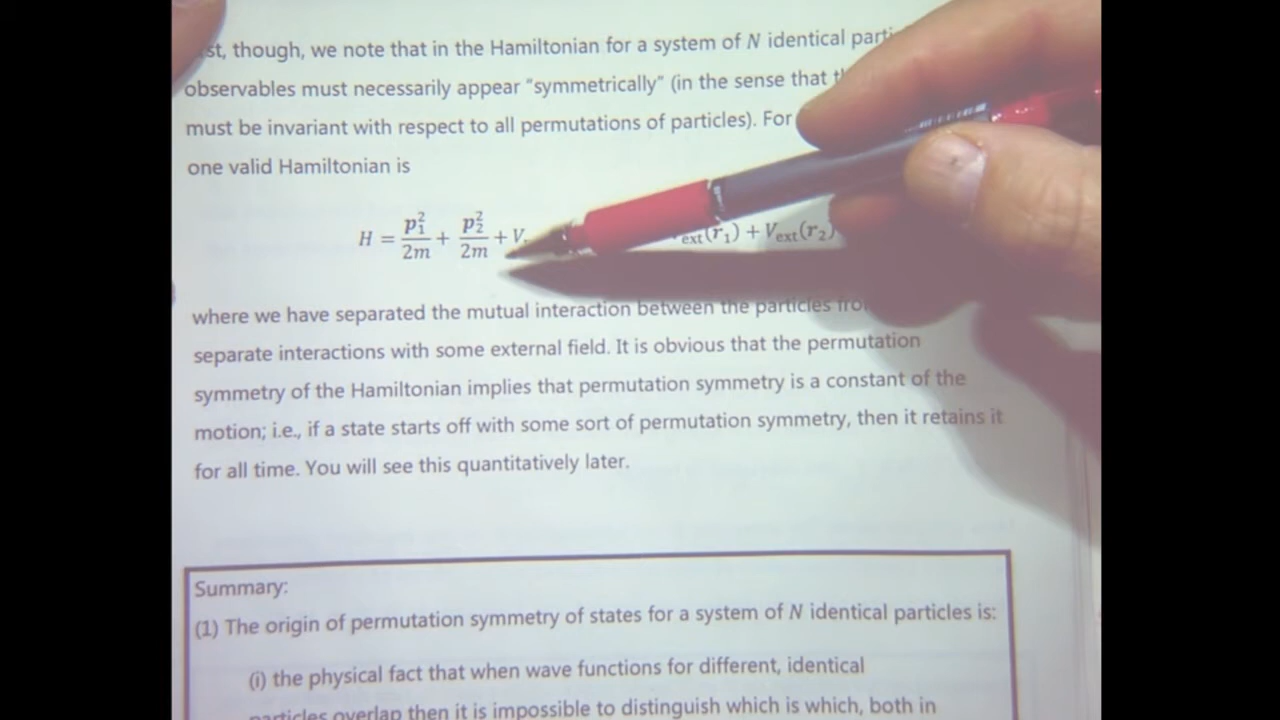 though, we note that in the Hamiltonian for a system of N identical
observables must necessarily appear "symmetrically" (in the sense that
must be invariant with respect to all permutations of particles). For
one valid Hamiltonian is
H = p₁²/2m + p₂²/2m + V ext(r₁) + Vext(r₂)
where we have separated the mutual interaction between the particles
separate interactions with some external field. It is obvious that the permutation
symmetry of the Hamiltonian implies that permutation symmetry is a constant of the
motion; i.e., if a state starts off with some sort of permutation symmetry, then it retains it
for all time. You will see this quantitatively later.
Summary:
(1) The origin of permutation symmetry of states for a system of N identical particles is:
(i) the physical fact that when wave functions for different, identical
particles overlap then it is impossible to distinguish which is which, both in